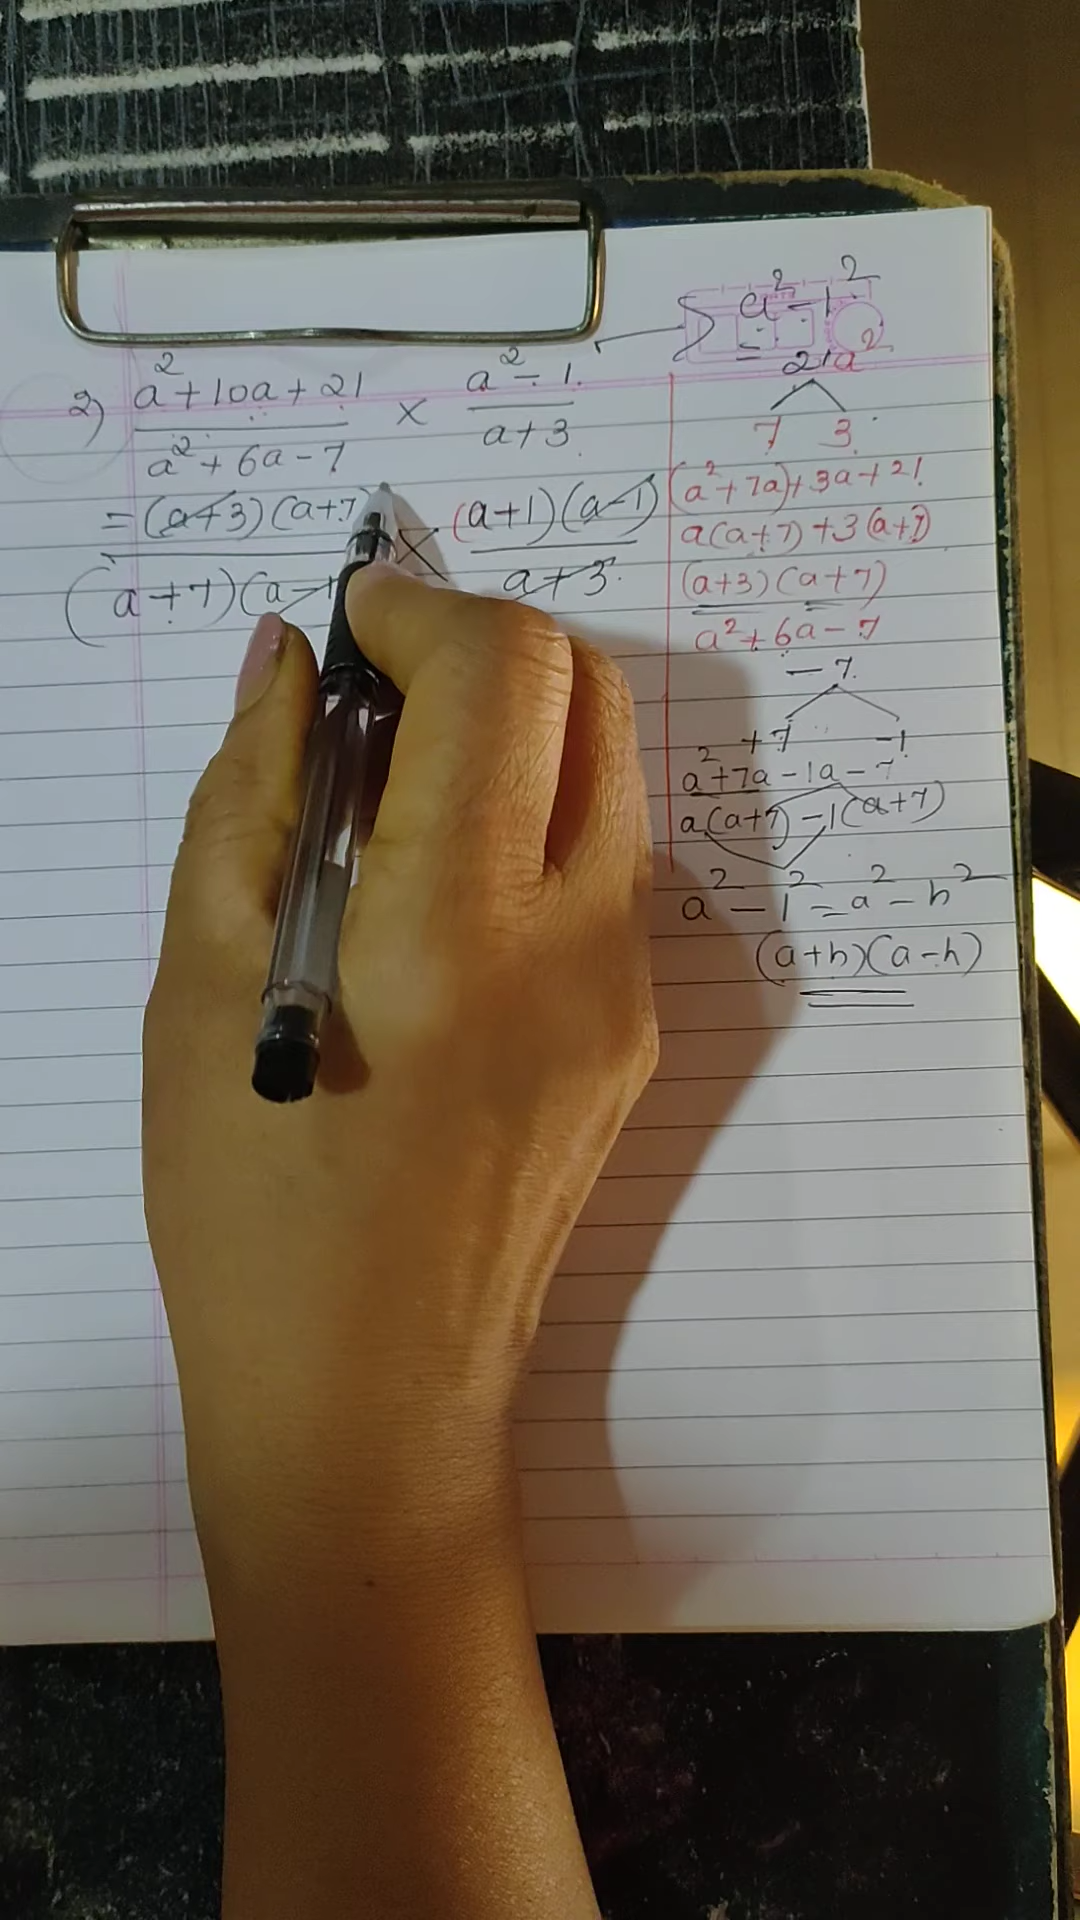 a² - 1²
2) a² + 10a + 21 × a² - 1
a² + 6a - 7 a + 3
= (a+3)(a+7) × (a+1)(a-1)
(a+7)(a-1 a+3
21a²
7 3
(a²+7a)+3a+21
a(a+7)+3(a+7)
(a+3)(a+7)
a²+6a-7
-7
+7 -1
a²+7a-1a-7
a(a+7)-1(a+7)
a²-1²=a²-b²
(a+b)(a-b)